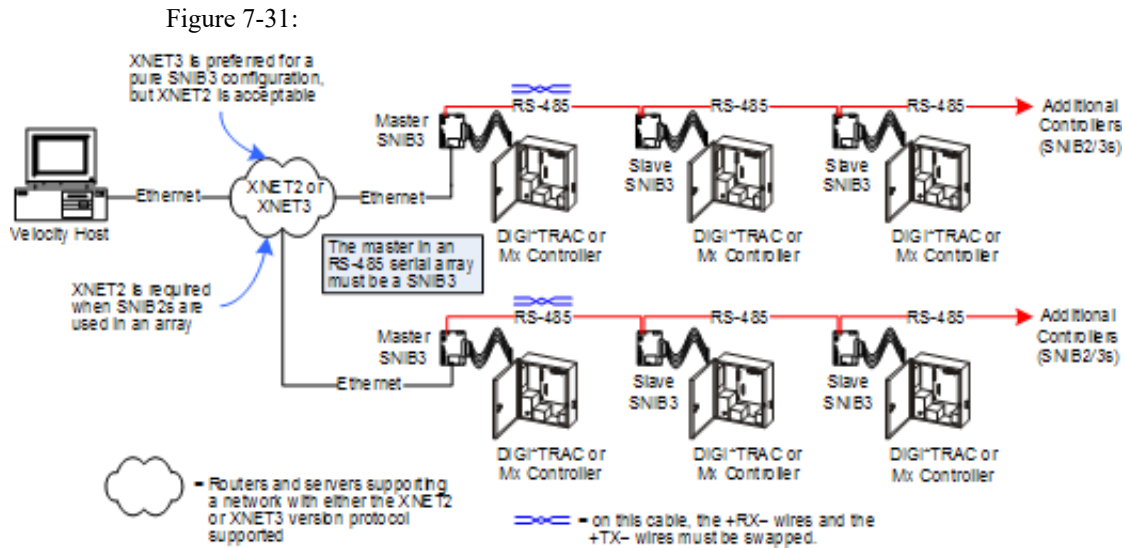 Figure 7-31:
XNET3 is preferred for a
pure SNIB3 configuration,
but XNET2 is acceptable
Master
SNIB3
RS-485
RS-485
RS-485
Additional
Controllers
(SNIB2/3s)
Slave
SNIB3
Slave
SNIB3
Ethernet
XNET2 or
XNET3
Ethernet
Velocity Host
The master in an
RS-485 serial array
must be a SNIB3
DIGI*TRAC or
Mx Controller
DIGI*TRAC or
Mx Controller
DIGI*TRAC or
Mx Controller
XNET2 is required
when SNIB2s are
used in an array
Master
SNIB3
RS-485
RS-485
RS-485
Additional
Controllers
(SNIB2/3s)
Ethernet
Slave
SNIB3
Slave
SNIB3
DIGI*TRAC or
Mx Controller
DIGI*TRAC or
Mx Controller
DIGI*TRAC or
Mx Controller
= Routers and servers supporting
a network with either the XNET2
or XNET3 version protocol
supported
= on this cable, the +RX– wires and the
+TX– wires must be swapped.